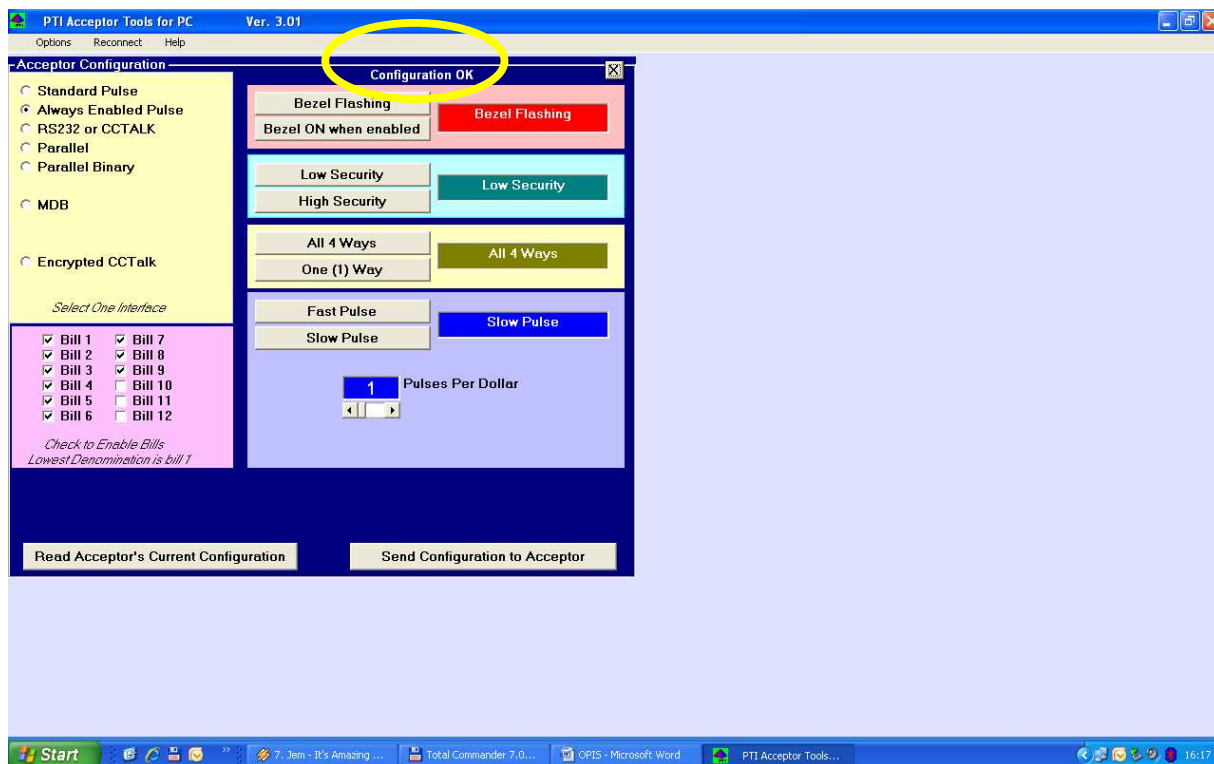 PTI Acceptor Tools for PC Ver. 3.01
Options Reconnect Help
Acceptor Configuration
Configuration OK
Standard Pulse
Always Enabled Pulse
RS232 or CCTALK
Parallel
Parallel Binary
MDB
Encrypted CCTalk
Select One Interface
Bill 1 Bill 7
Bill 2 Bill 8
Bill 3 Bill 9
Bill 4 Bill 10
Bill 5 Bill 11
Bill 6 Bill 12
Check to Enable Bills
Lowest Denomination is bill 1
Bezel Flashing
Bezel ON when enabled
Bezel Flashing
Low Security
High Security
Low Security
All 4 Ways
One (1) Way
All 4 Ways
Fast Pulse
Slow Pulse
Slow Pulse
1 Pulses Per Dollar
Read Acceptor's Current Configuration
Send Configuration to Acceptor
Start 7. Jem - It's Amazing ... Total Commander 7.0... OPIS - Microsoft Word PTI Acceptor Tools... 16:17